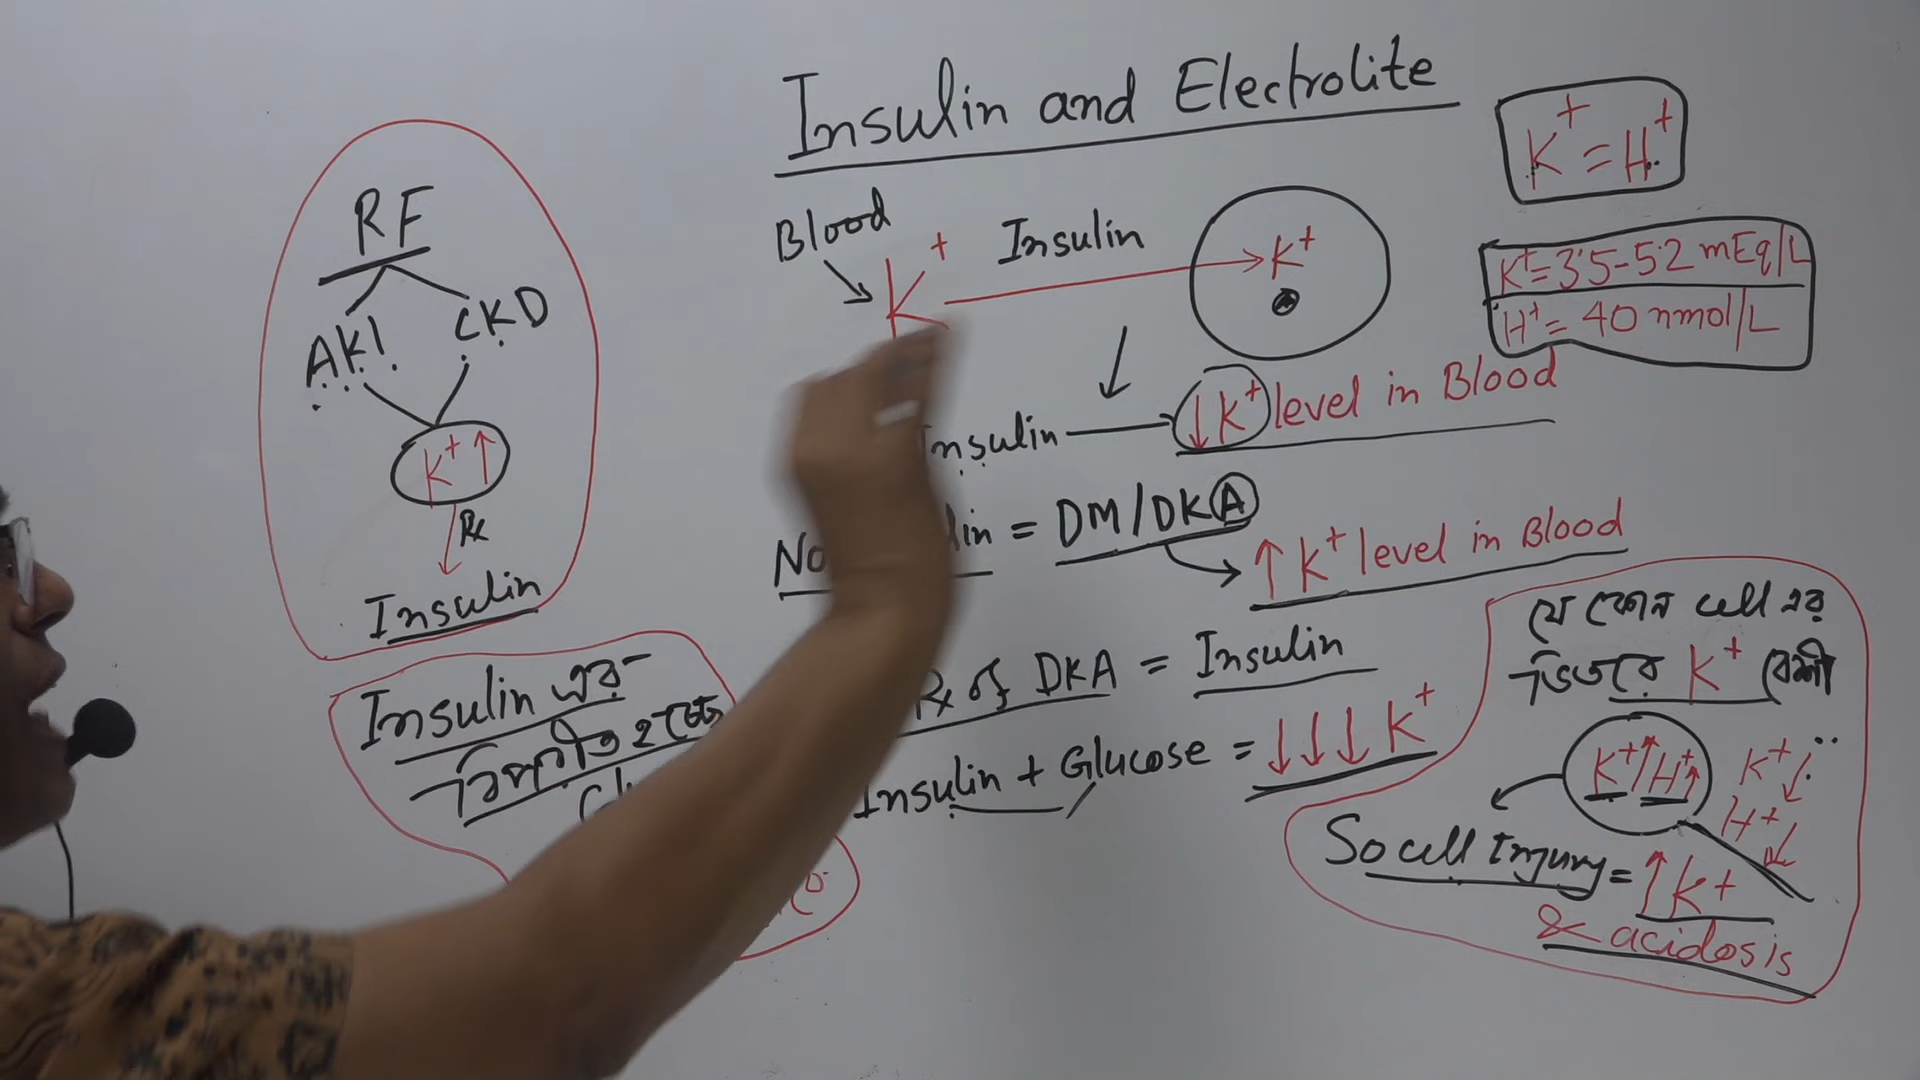 Insulin and Electrolite
K⁺ = H⁺
K⁺ = 3.5-5.2 mEq/L
H⁺ = 40 nmol/L
Blood
K⁺
Insulin
K⁺
Insulin
↓K⁺ level in Blood
= DM/DKA
↑K⁺ level in Blood
Rx of DKA = Insulin
Insulin + Glucose = ↓↓↓ K⁺
RF
AKI
CKD
K⁺↑
Rx
Insulin
Insulin এর
বিপরীত হচ্ছে
যে কোন cell এর
ভিতরে K⁺ বেশী
K⁺↑/H⁺↑
K⁺↓
H⁺↓
So cell Injury = ↑K+
& acidosis